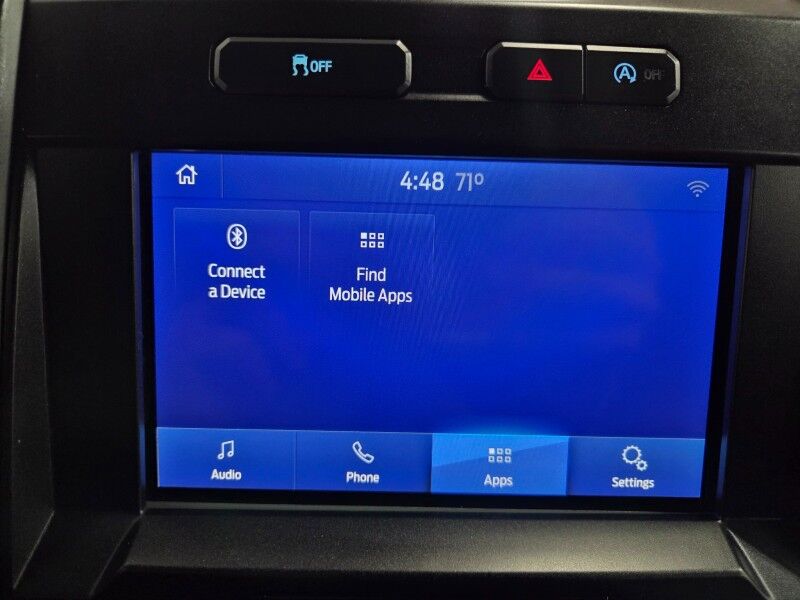 OFF
A OFF
4:48 71°
Connect
a Device
Find
Mobile Apps
Audio
Phone
Apps
Settings